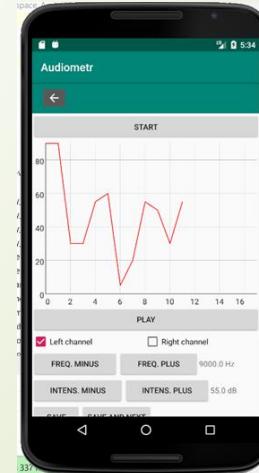 5:34
Audiometr
START
80
60
40
20
0
0 2 4 6 8 10 12 14 16
PLAY
Left channel Right channel
FREQ. MINUS FREQ. PLUS 9000.0 Hz
INTENS. MINUS INTENS. PLUS 55.0 dB
SAVE SAVE AND NEXT
337